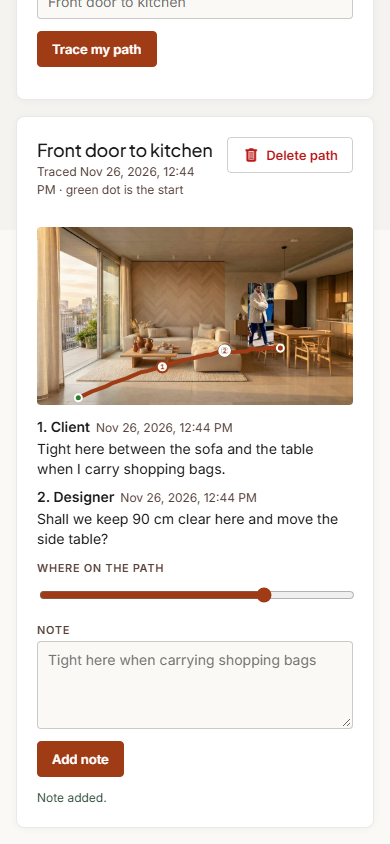 Front door to kitchen
Trace my path
Front door to kitchen
Delete path
Traced Nov 26, 2026, 12:44
PM · green dot is the start
1
2
1. Client Nov 26, 2026, 12:44 PM
Tight here between the sofa and the table
when I carry shopping bags.
2. Designer Nov 26, 2026, 12:44 PM
Shall we keep 90 cm clear here and move the
side table?
WHERE ON THE PATH
NOTE
Tight here when carrying shopping bags
Add note
Note added.